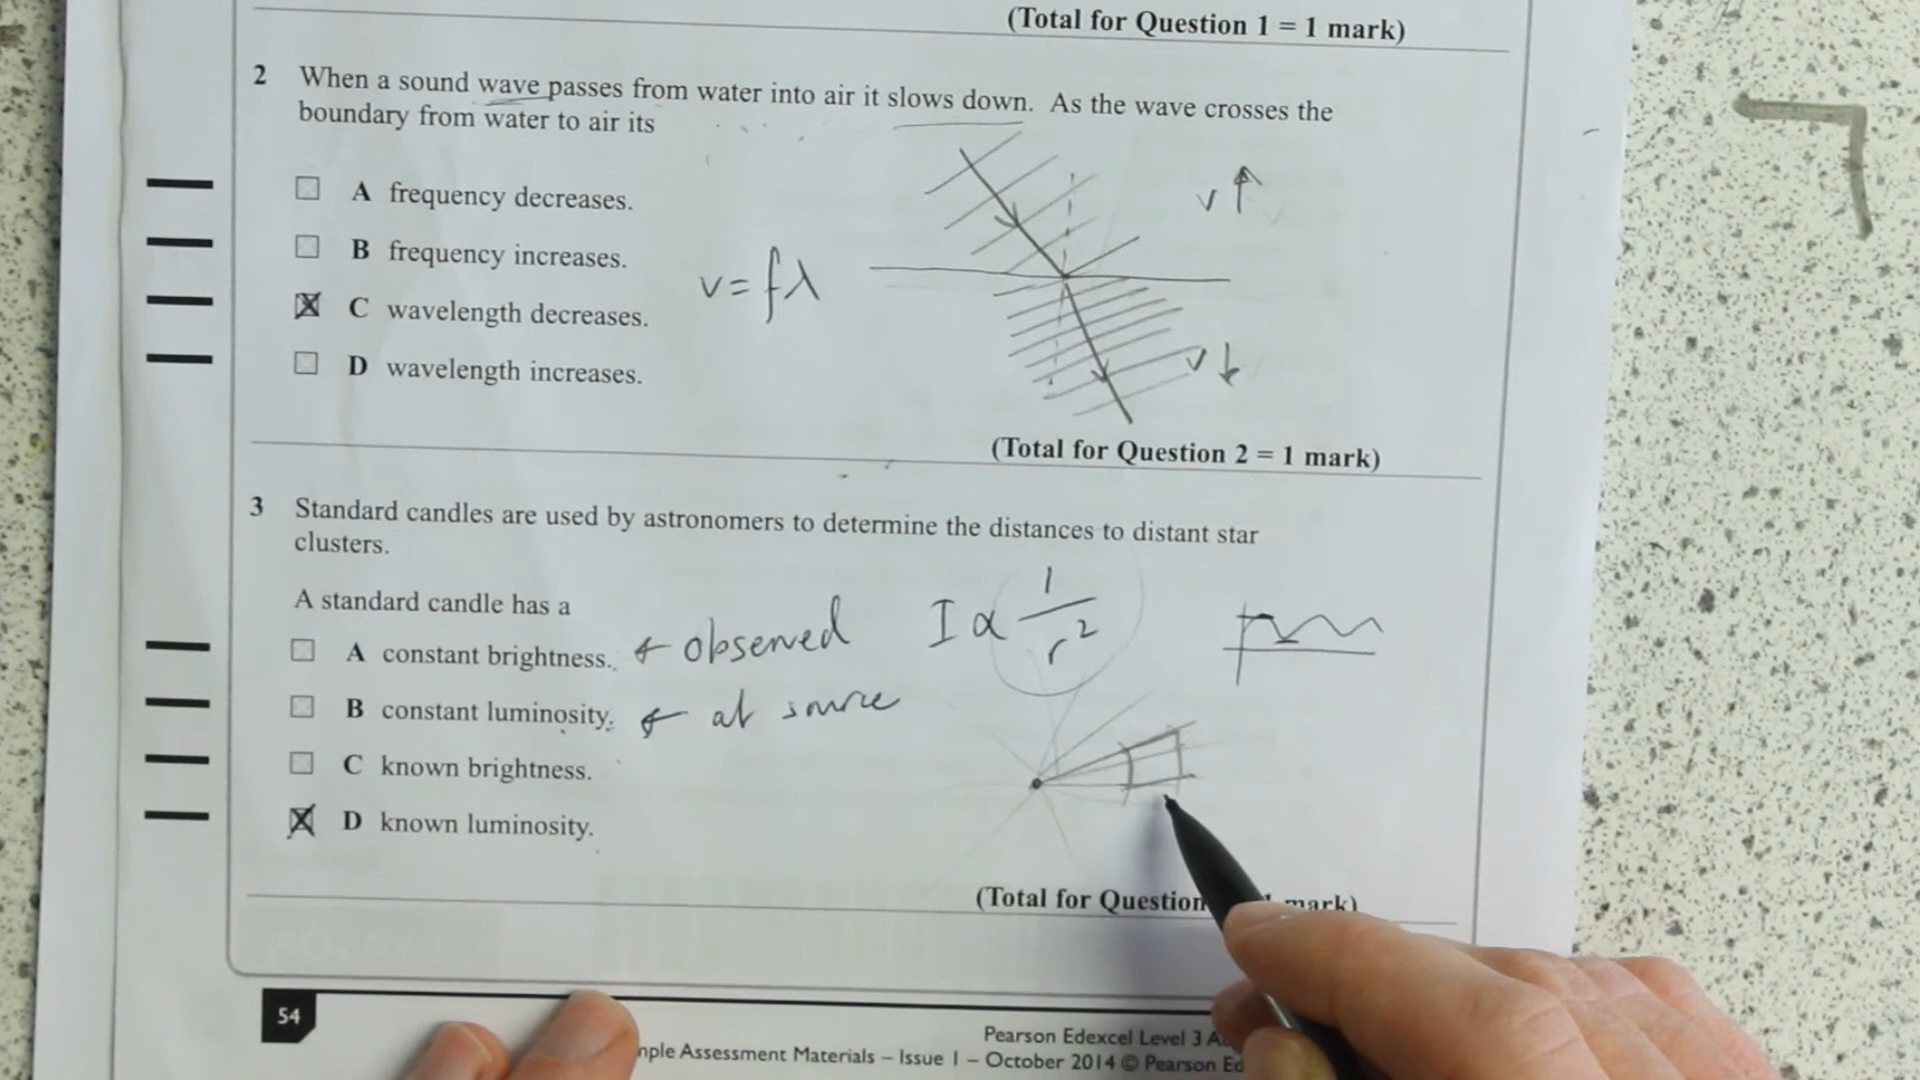 (Total for Question 1 = 1 mark)
2 When a sound wave passes from water into air it slows down. As the wave crosses the
boundary from water to air its
A frequency decreases.
B frequency increases.
C wavelength decreases.
D wavelength increases.
v = fλ
v ↑
v ↓
(Total for Question 2 = 1 mark)
3 Standard candles are used by astronomers to determine the distances to distant star
clusters.
A standard candle has a
A constant brightness. ← observed
I ∝ 1/r²
B constant luminosity. ← at source
C known brightness.
D known luminosity.
(Total for Question mark)
54
Pearson Edexcel Level 3
Assessment Materials – Issue 1 – October 2014 © Pearson